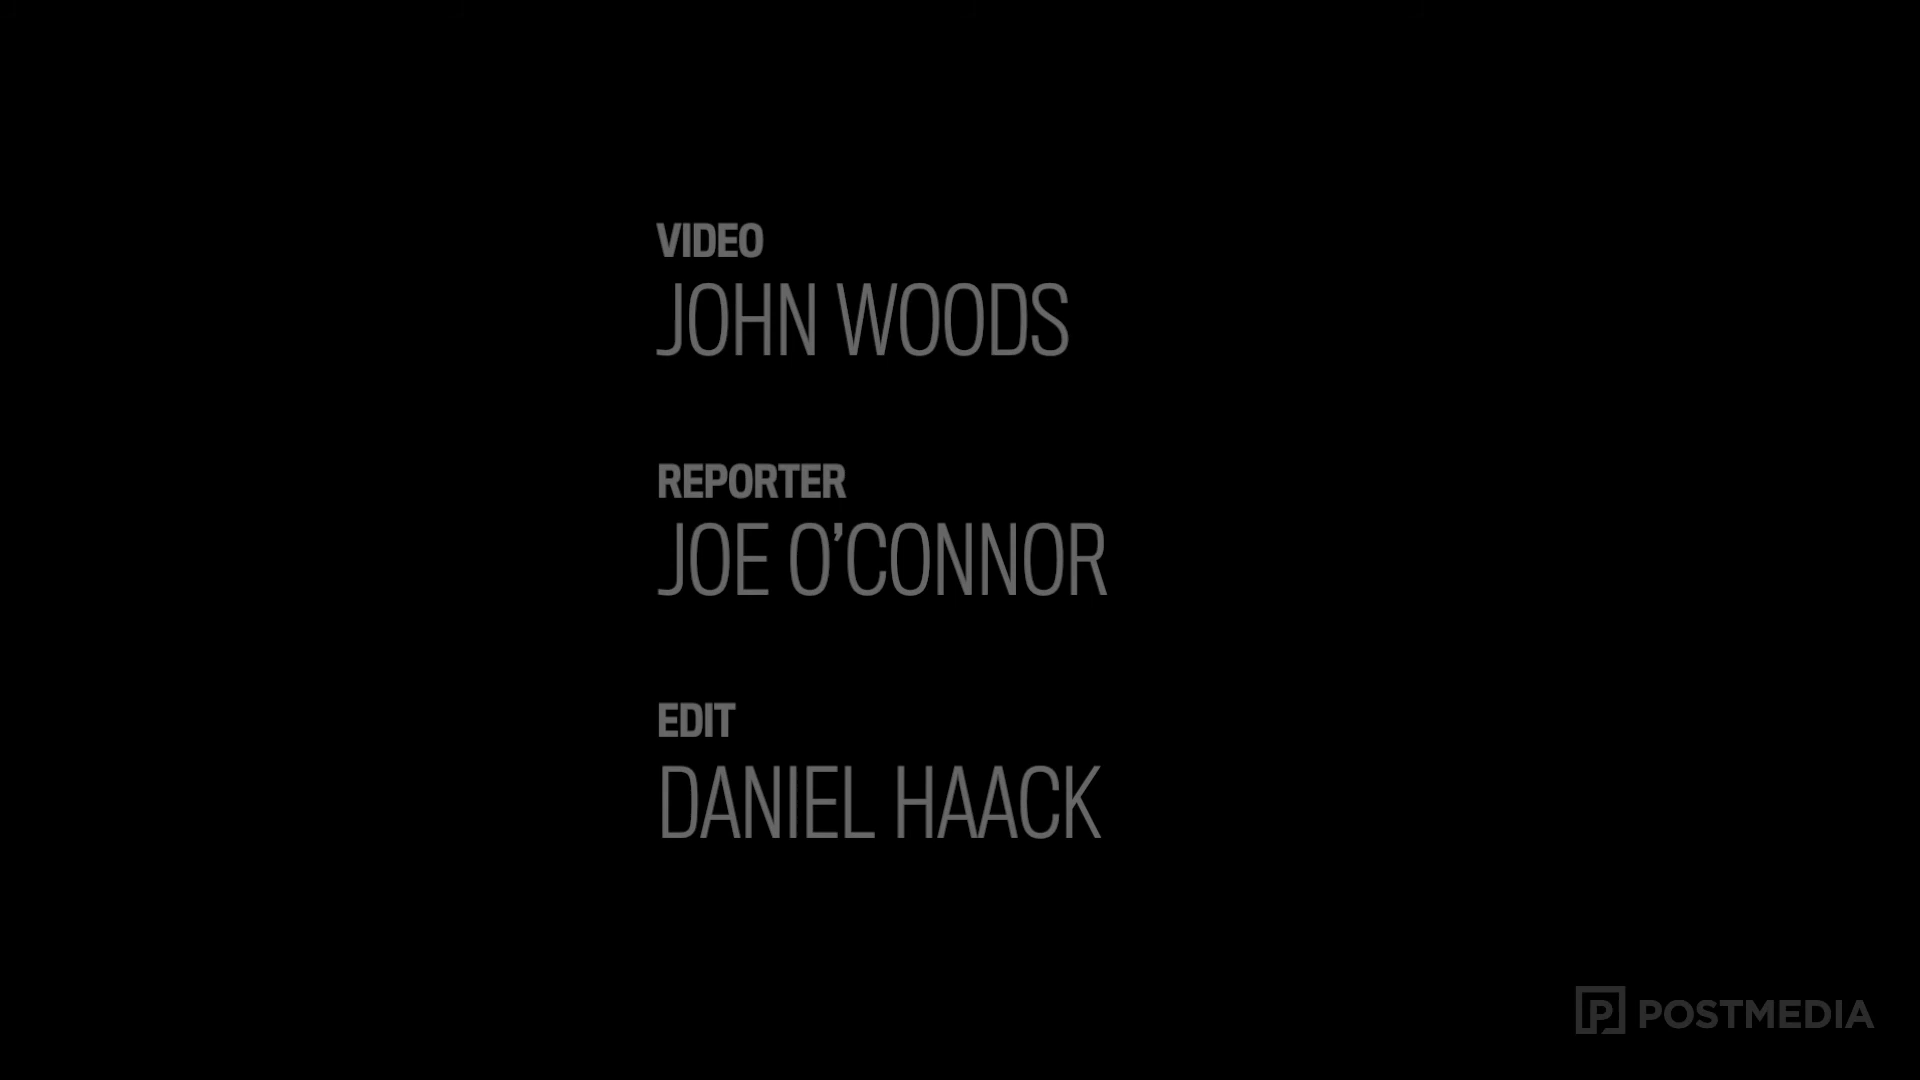 VIDEO
JOHN WOODS
REPORTER
JOE O’CONNOR
EDIT
DANIEL HAACK
POSTMEDIA